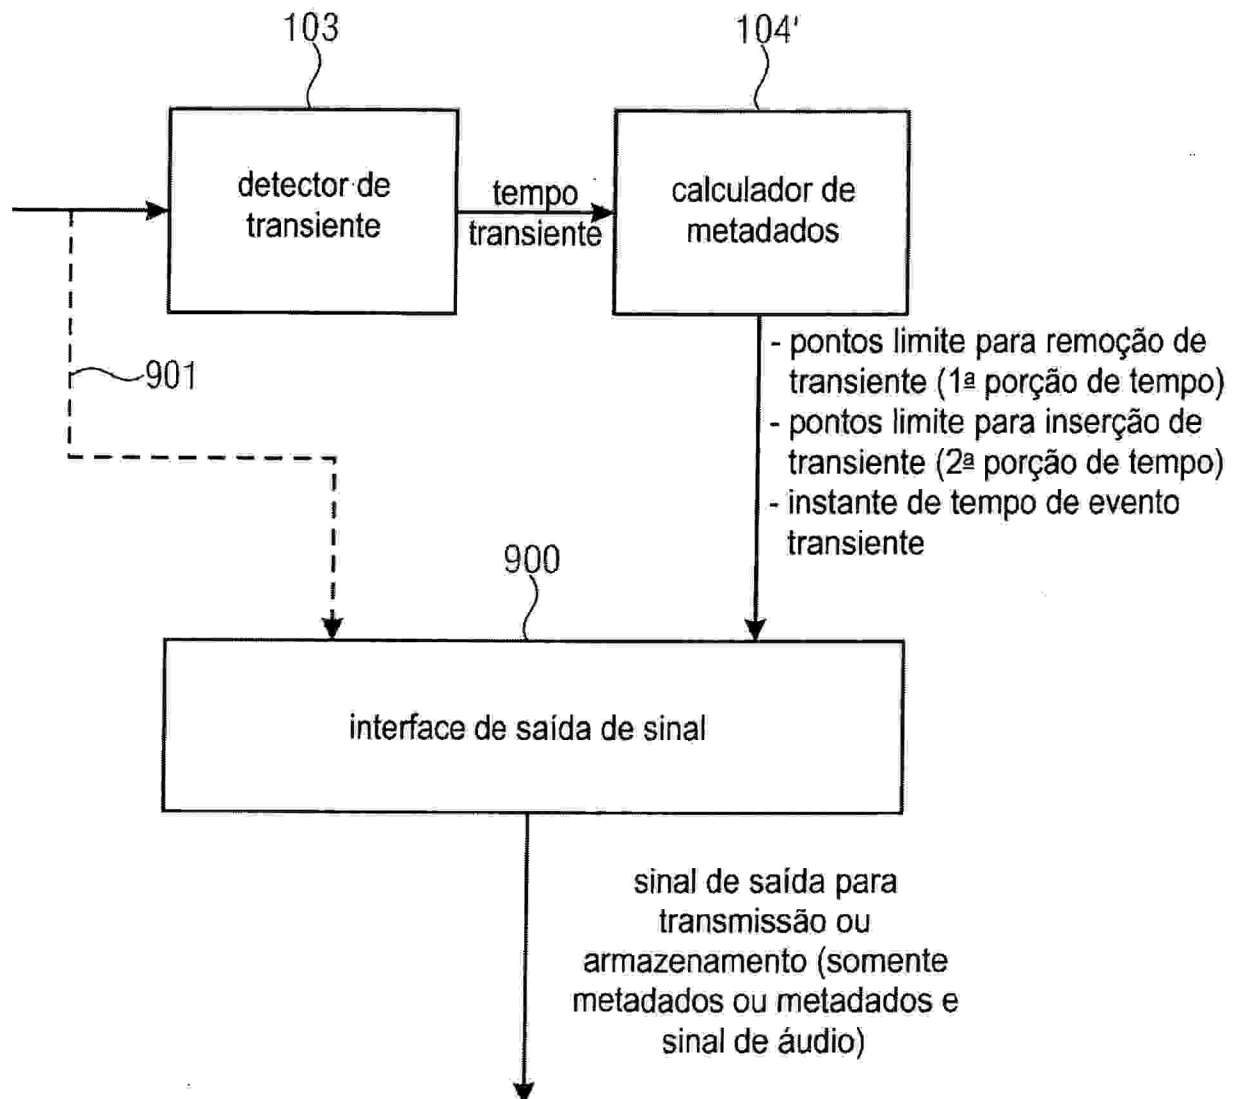 103
104'
detector de
transiente
tempo
transiente
calculador de
metadados
901
- pontos limite para remoção de
transiente (1ª porção de tempo)
- pontos limite para inserção de
transiente (2ª porção de tempo)
- instante de tempo de evento
transiente
900
interface de saída de sinal
sinal de saída para
transmissão ou
armazenamento (somente
metadados ou metadados e
sinal de áudio)